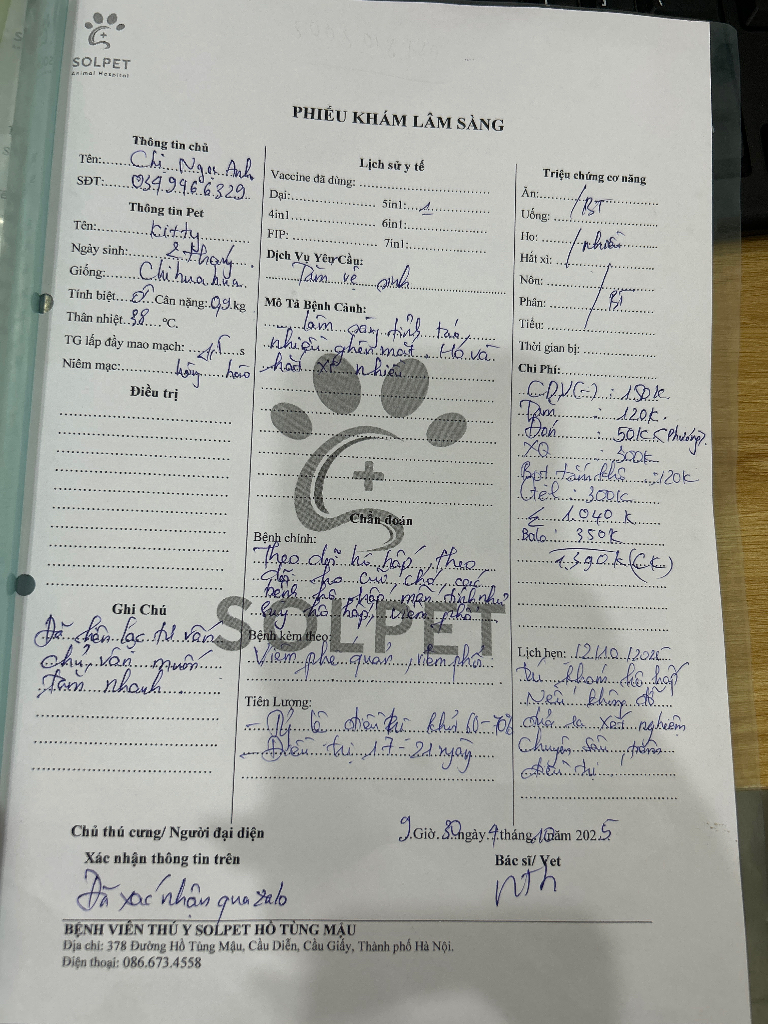 SOLPET
Animal Hospital
PHIẾU KHÁM LÂM SÀNG
Thông tin chủ
Tên: Chị Ngọc Anh
SĐT: 0349966329
Thông tin Pet
Tên: Kitty
Ngày sinh: 2 tháng
Giống: Chihuahua
Tính biệt ♂ Cân nặng: 0,9 kg
Thân nhiệt 38 °C.
TG lấp đầy mao mạch: <1,5 s
Niêm mạc: hồng hào
Điều trị
Ghi Chú
Đã liên lạc tư vấn
chủ, vẫn muốn
tắm nhanh
Lịch sử y tế
Vaccine đã dùng:
Dại: 5in1: 1
4in1 6in1:
FIP: 7in1:
Dịch Vụ Yêu Cầu:
Tắm vệ sinh
Mô Tả Bệnh Cảnh:
Lâm sàng tỉnh táo,
nhiều ghèn mắt. Ho và
hắt xì nhiều
Chẩn đoán
Bệnh chính:
Theo dõi hô hấp, theo
dõi ho cũi chó, các
bệnh hô hấp mãn tính như
suy hô hấp, viêm phổi
SOLPET
Bệnh kèm theo:
Viêm phế quản, viêm phổi
Tiên Lượng:
- Tỷ lệ điều trị khỏi 60-70%
- Điều trị 17-21 ngày
Triệu chứng cơ năng
Ăn:
Uống: BT
Ho:
Hắt xì: nhiều
Nôn:
Phân: BT
Tiểu:
Thời gian bị:
Chi Phí:
CDV(-) : 150K
Tắm : 120K
Đón : 50K (Phương)
XQ : 300K
Bọt tắm khô : 120K
Gel : 300K
Σ 1.040 K
Balo : 350K
1.390K (CK)
Lịch hẹn: 12/10/2025
Tái khám hô hấp
Nếu không đỡ
xét nghiệm
chuyên sâu,
điều trị
9 Giờ 30 ngày 4 tháng 10 năm 2025
Chủ thú cưng/ Người đại diện
Xác nhận thông tin trên
Đã xác nhận qua zalo
Bác sĩ/ Vet
BỆNH VIỆN THÚ Y SOLPET HỒ TÙNG MẬU
Địa chỉ: 378 Đường Hồ Tùng Mậu, Cầu Diễn, Cầu Giấy, Thành phố Hà Nội.
Điện thoại: 086.673.4558